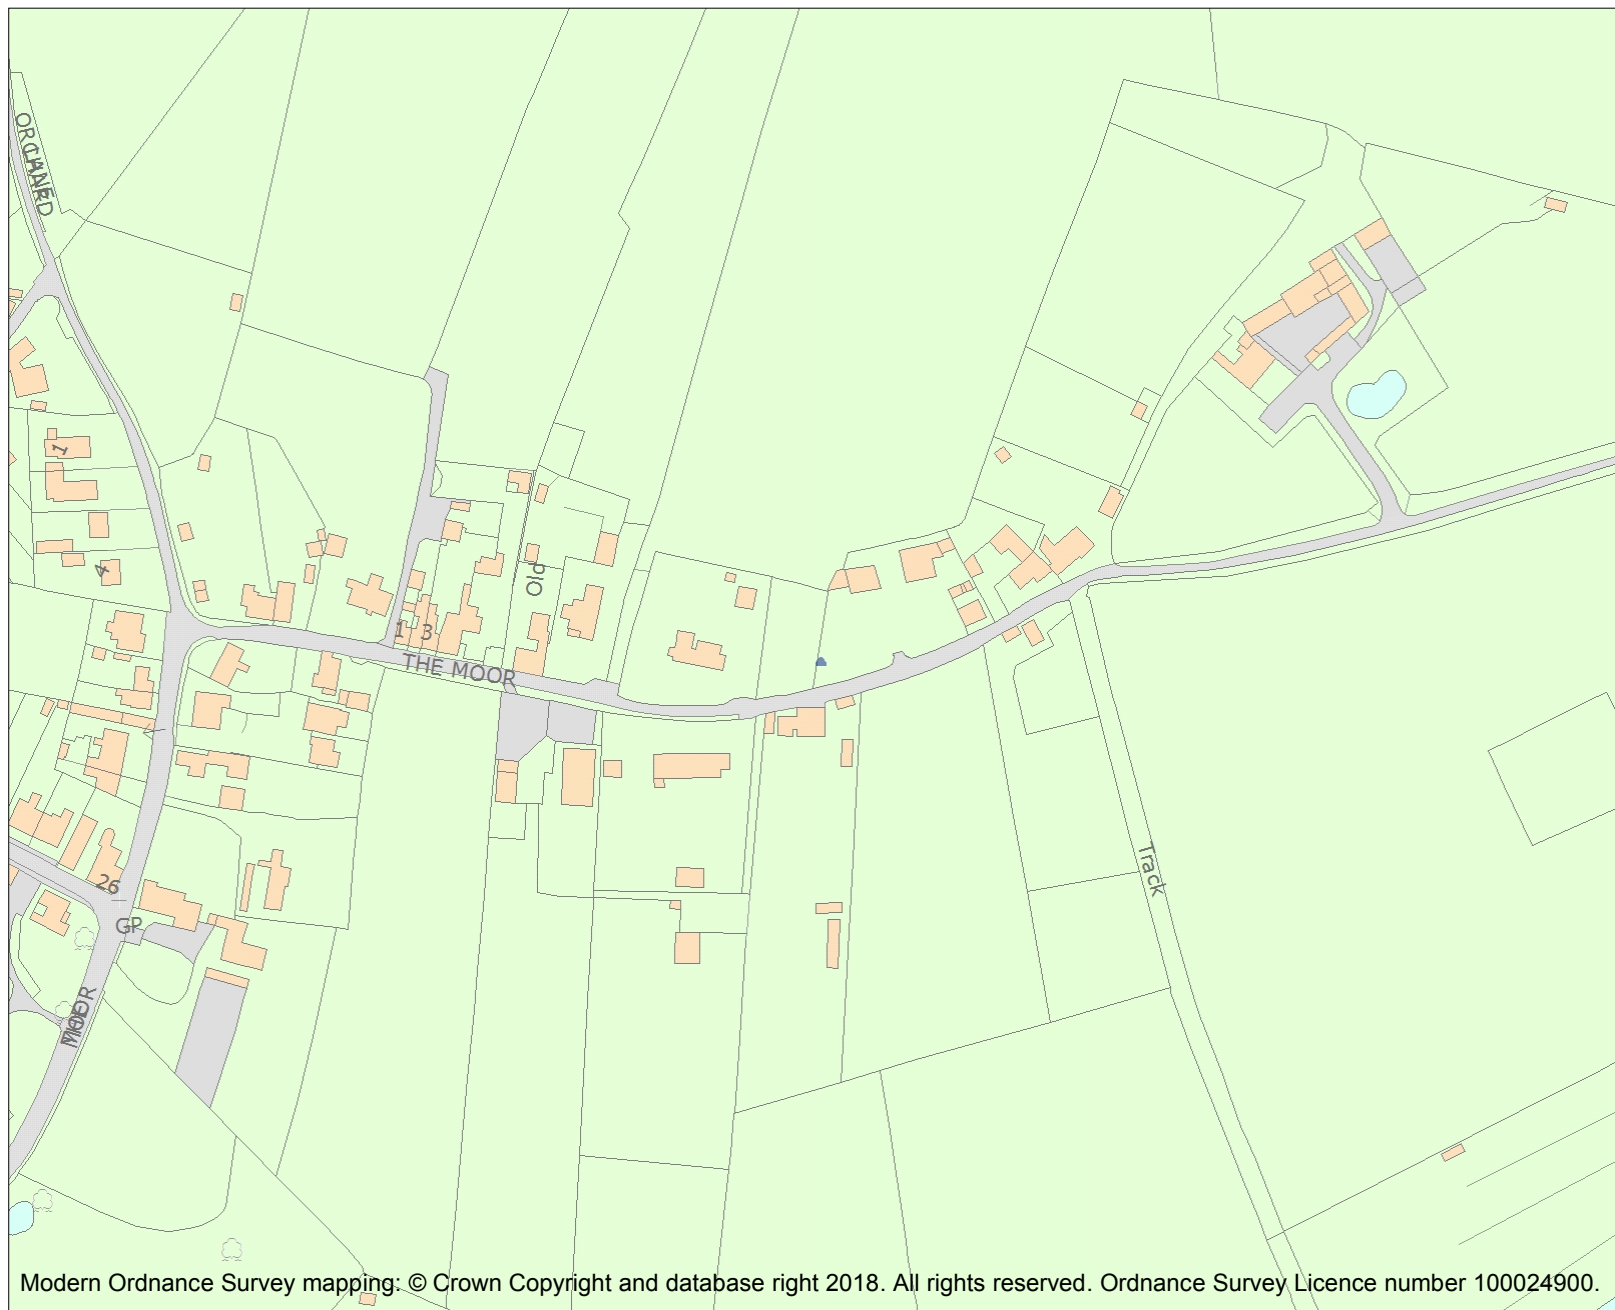 ORCHARD
LANE
1
4
Old
1 3
THE MOOR
Track
26
GP
THE
MOOR
Modern Ordnance Survey mapping: © Crown Copyright and database right 2018. All rights reserved. Ordnance Survey Licence number 100024900.